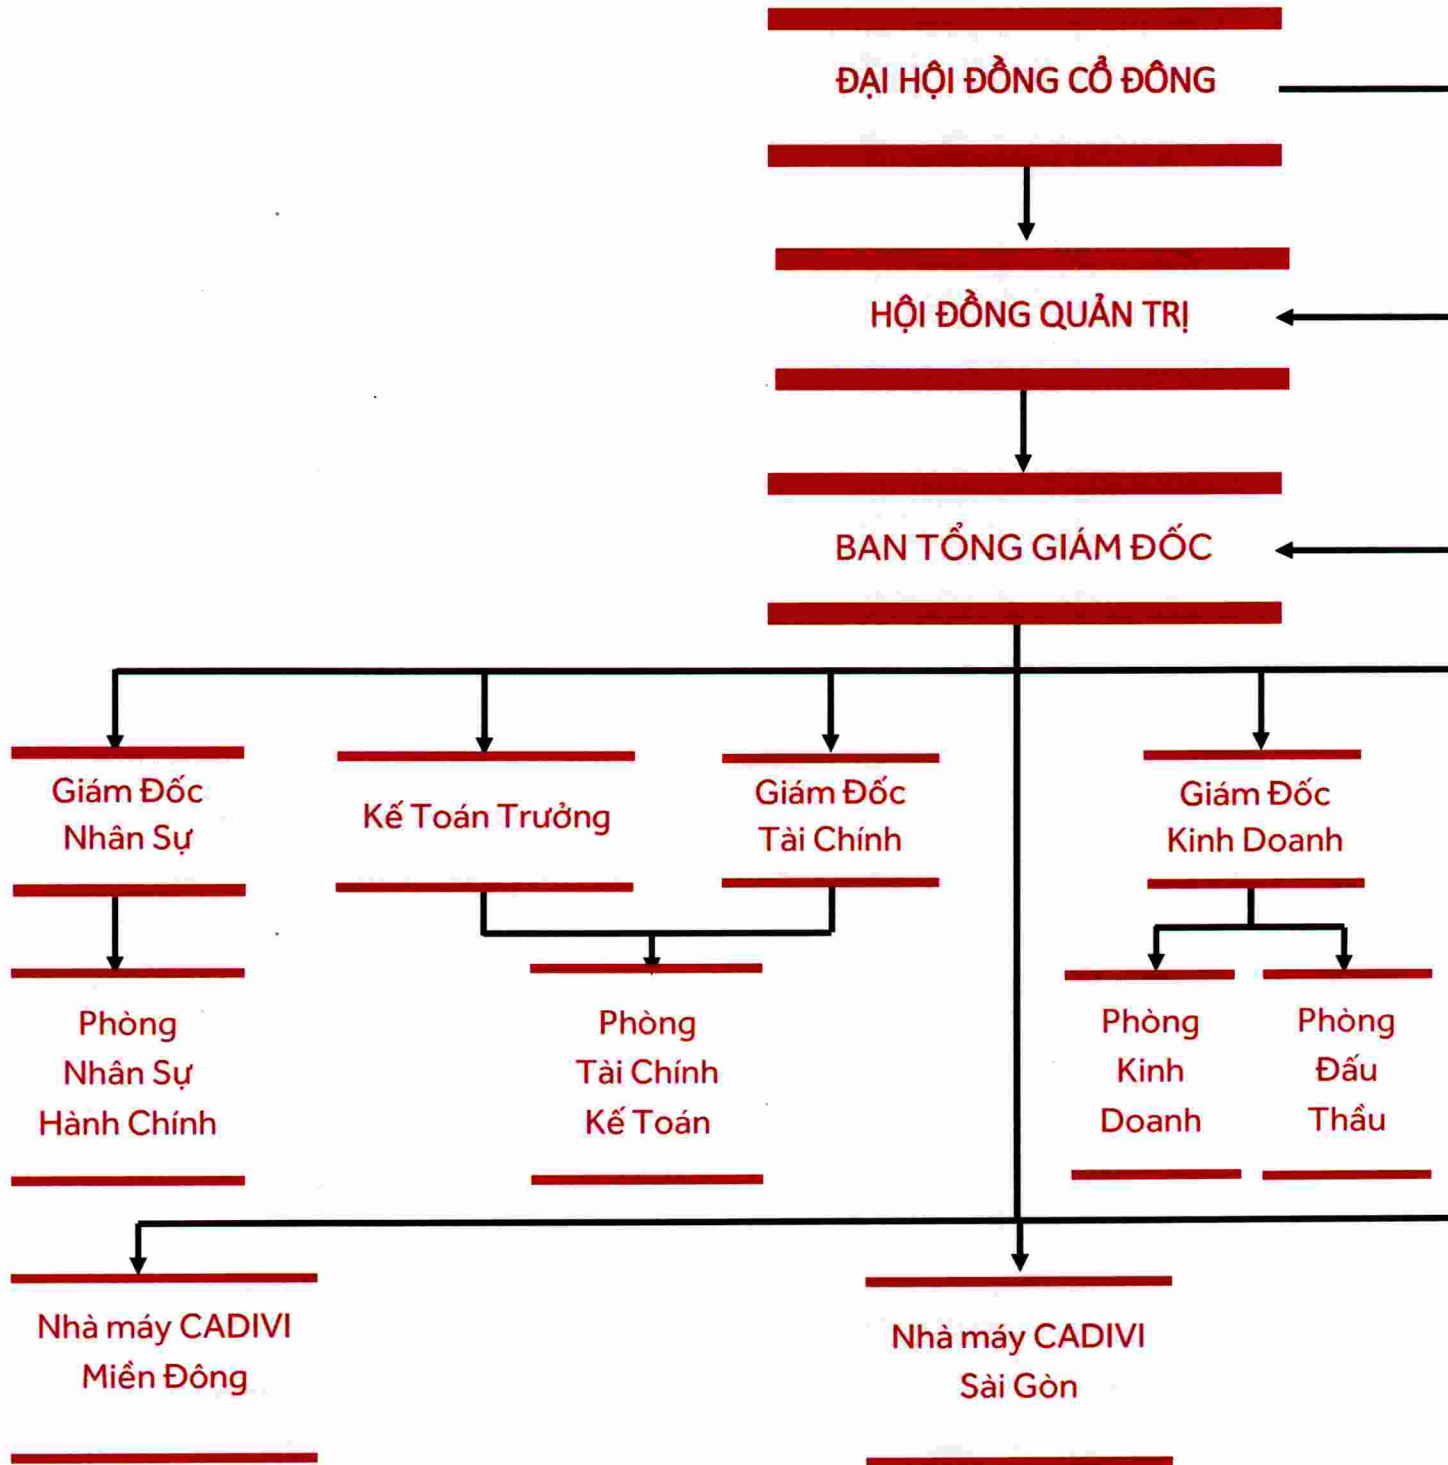 ĐẠI HỘI ĐỒNG CỔ ĐÔNG
HỘI ĐỒNG QUẢN TRỊ
BAN TỔNG GIÁM ĐỐC
Giám Đốc
Nhân Sự
Kế Toán Trưởng
Giám Đốc
Tài Chính
Giám Đốc
Kinh Doanh
Phòng
Nhân Sự
Hành Chính
Phòng
Tài Chính
Kế Toán
Phòng
Kinh
Doanh
Phòng
Đấu
Thầu
Nhà máy CADIVI
Miền Đông
Nhà máy CADIVI
Sài Gòn